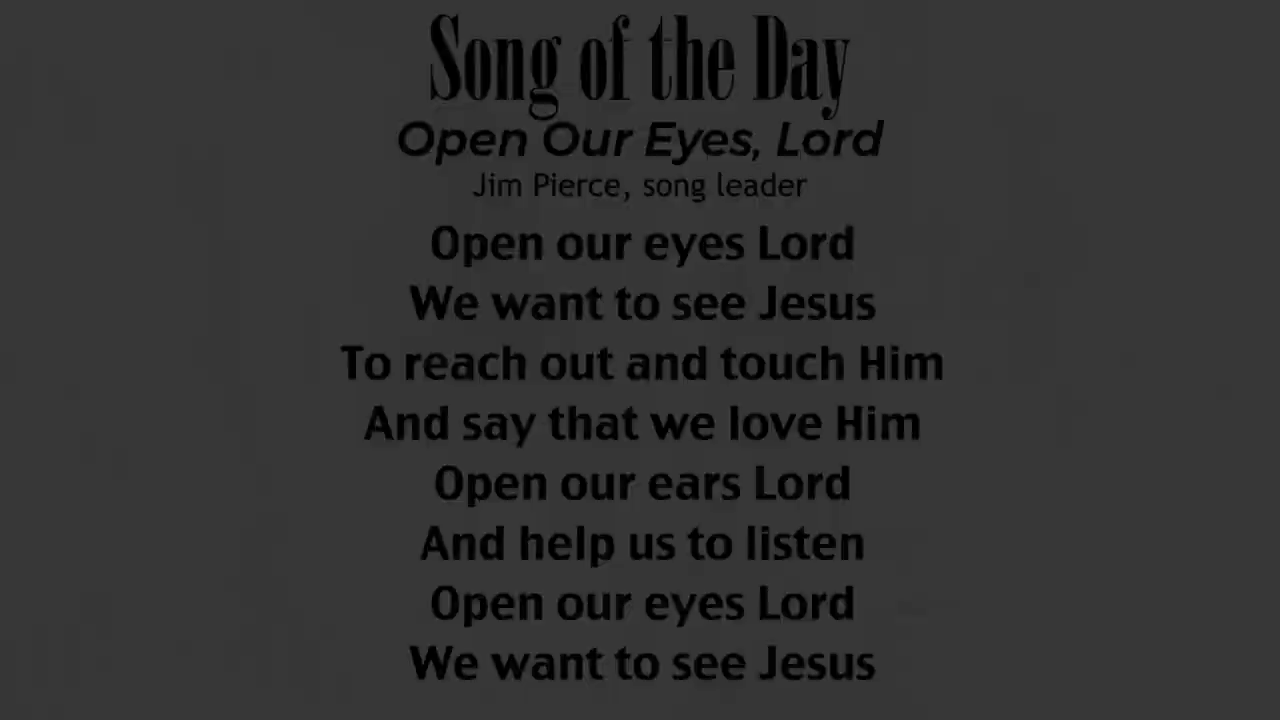 Song of the Day
Open Our Eyes, Lord
Jim Pierce, song leader
Open our eyes Lord
We want to see Jesus
To reach out and touch Him
And say that we love Him
Open our ears Lord
And help us to listen
Open our eyes Lord
We want to see Jesus